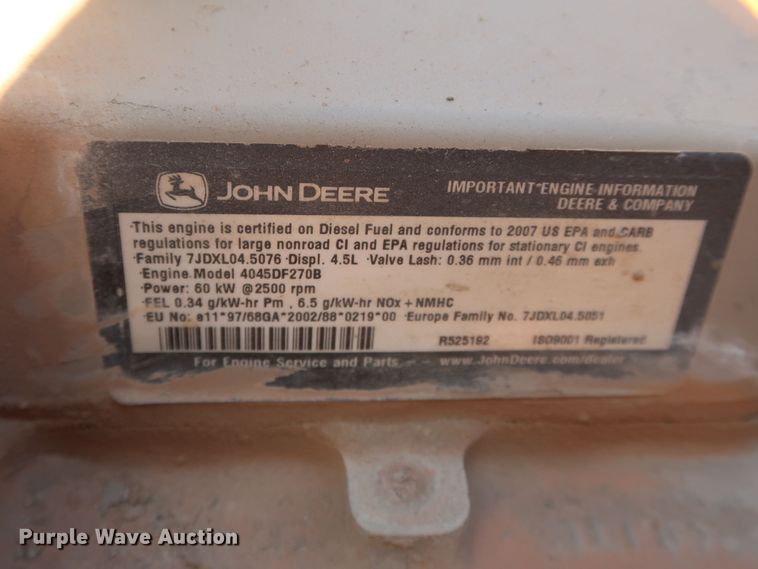 JOHN DEERE
IMPORTANT ENGINE INFORMATION
DEERE & COMPANY
This engine is certified on Diesel Fuel and conforms to 2007 US EPA and CARB
regulations for large nonroad CI and EPA regulations for stationary CI engines.
Family 7JDXL04.5076 Displ. 4.5L Valve Lash: 0.36 mm int / 0.46 mm exh
Engine Model 4045DF270B
Power: 60 kW @2500 rpm
FEL 0.34 g/kW-hr Pm , 6.5 g/kW-hr NOx + NMHC
EU No: e11*97/68GA*2002/88*0219*00 Europe Family No. 7JDXL04.5051
R525192 ISO9001 Registered
For Engine Service and Parts - www.JohnDeere.com/dealer
Purple Wave Auction